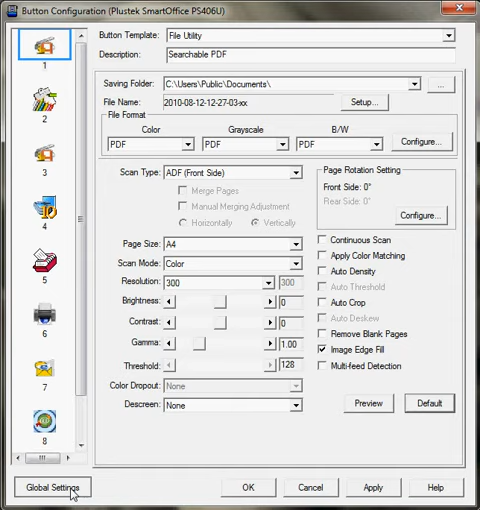 Button Configuration (Plustek SmartOffice PS406U)
1
2
3
4
5
6
7
8
Button Template: File Utility
Description: Searchable PDF
Saving Folder: C:\Users\Public\Documents\ ...
File Name: 2010-08-12-12-27-03-xx Setup...
File Format
Color Grayscale B/W
PDF PDF PDF Configure...
Scan Type: ADF (Front Side)
Merge Pages
Manual Merging Adjustment
Horizontally Vertically
Page Size: A4
Scan Mode: Color
Resolution: 300 300
Brightness: 0
Contrast: 0
Gamma: 1.00
Threshold: 128
Color Dropout: None
Descreen: None
Page Rotation Setting
Front Side: 0°
Rear Side: 0°
Configure...
Continuous Scan
Apply Color Matching
Auto Density
Auto Threshold
Auto Crop
Auto Deskew
Remove Blank Pages
Image Edge Fill
Multi-feed Detection
Preview Default
Global Settings OK Cancel Apply Help